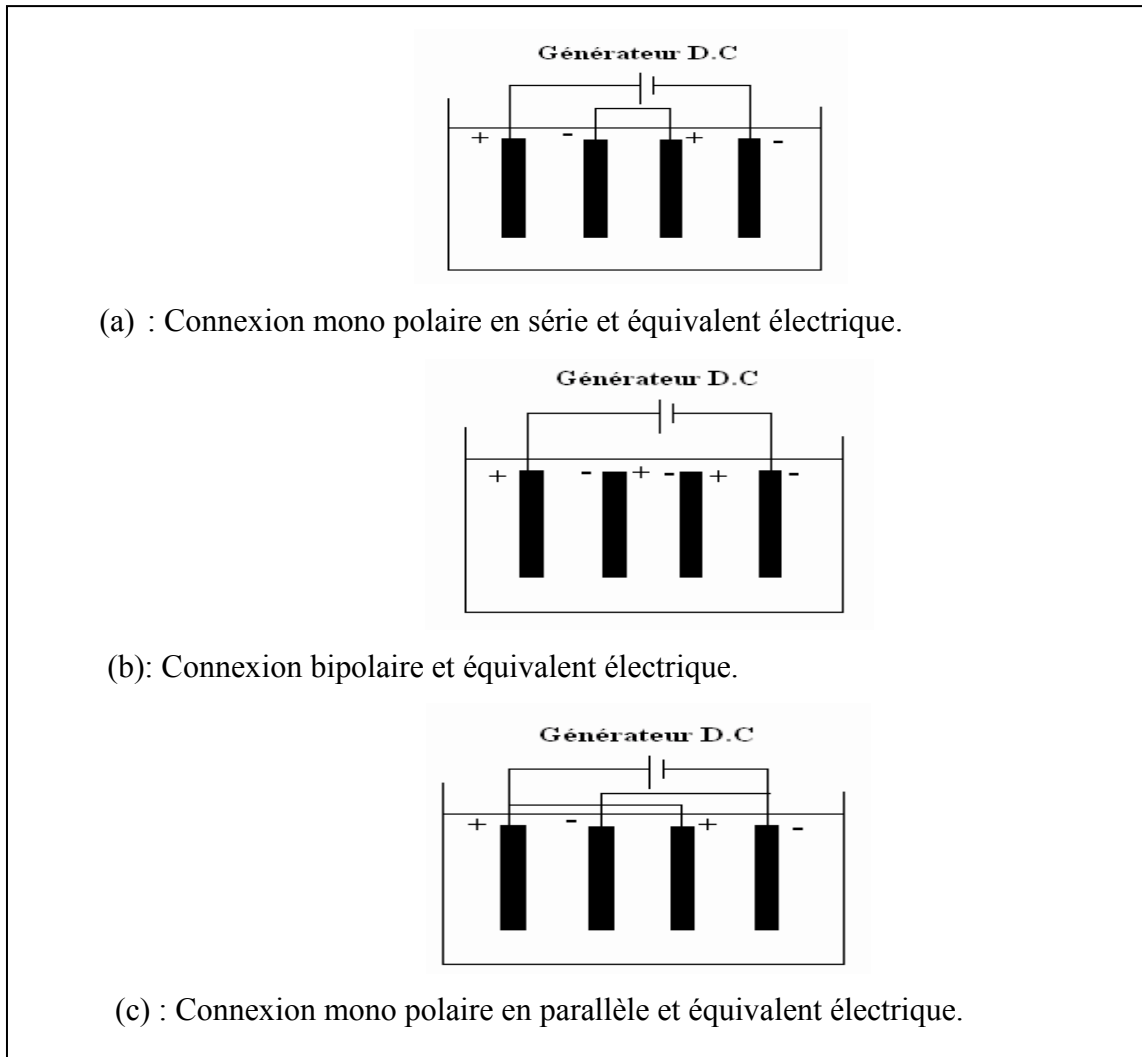 Générateur D.C
+ - + -
(a) : Connexion mono polaire en série et équivalent électrique.
Générateur D.C
+ - + - + -
(b): Connexion bipolaire et équivalent électrique.
Générateur D.C
+ - + -
(c) : Connexion mono polaire en parallèle et équivalent électrique.